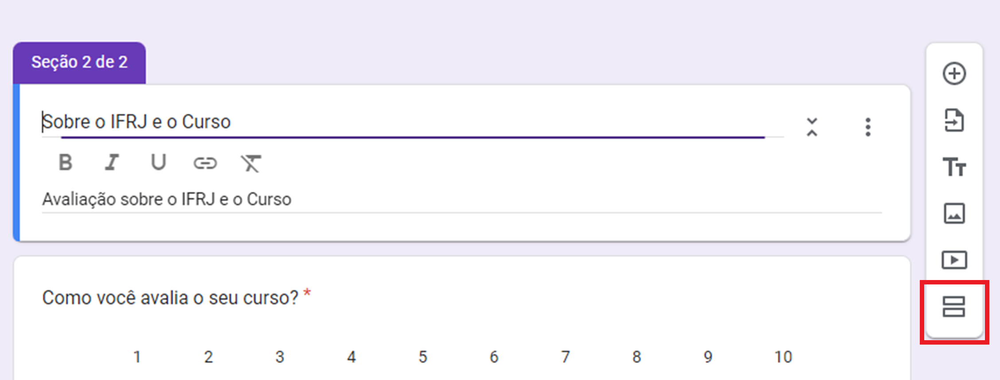 Seção 2 de 2
Sobre o IFRJ e o Curso
B I U
Avaliação sobre o IFRJ e o Curso
Como você avalia o seu curso? *
1 2 3 4 5 6 7 8 9 10